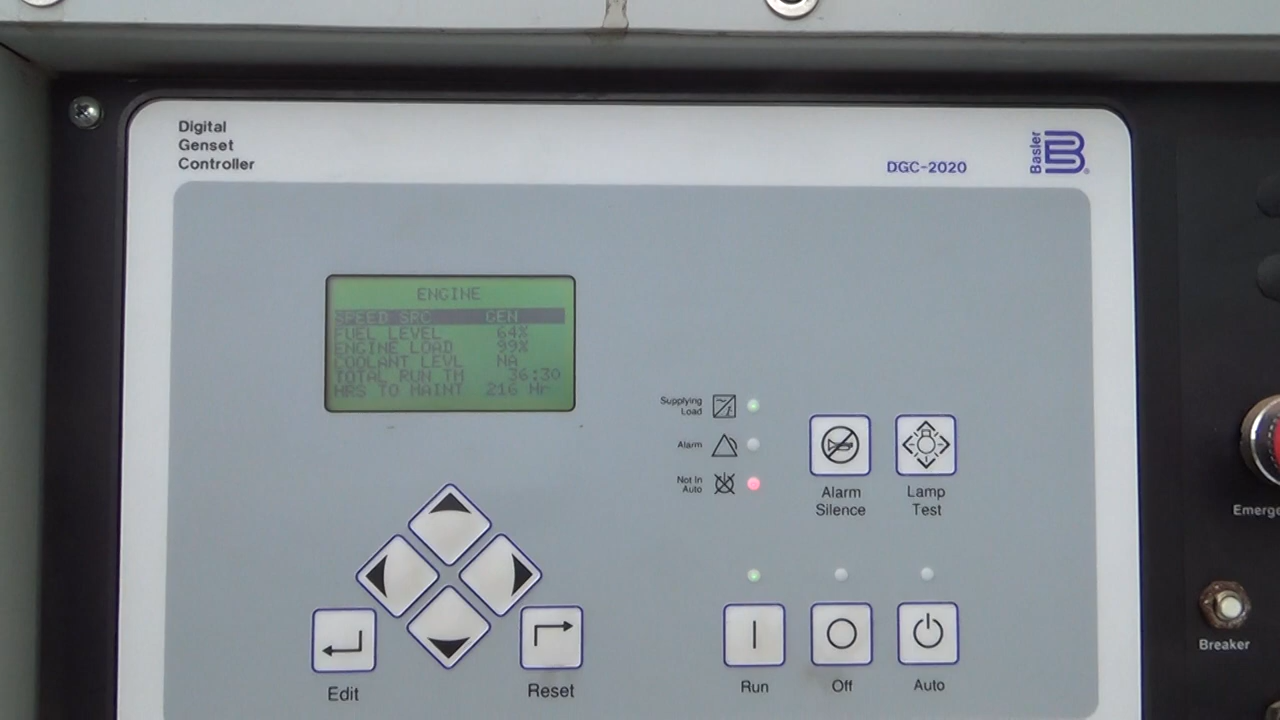 Digital
Genset
Controller
DGC-2020
Basler
ENGINE
SPEED SRC GEN
FUEL LEVEL 64%
ENGINE LOAD 99%
COOLANT LEVL NA
TOTAL RUN TM 36:30
HRS TO MAINT 216 Hr
Supplying
Load
Alarm
Not In
Auto
Alarm
Silence
Lamp
Test
Emerge
Breaker
Edit
Reset
Run
Off
Auto